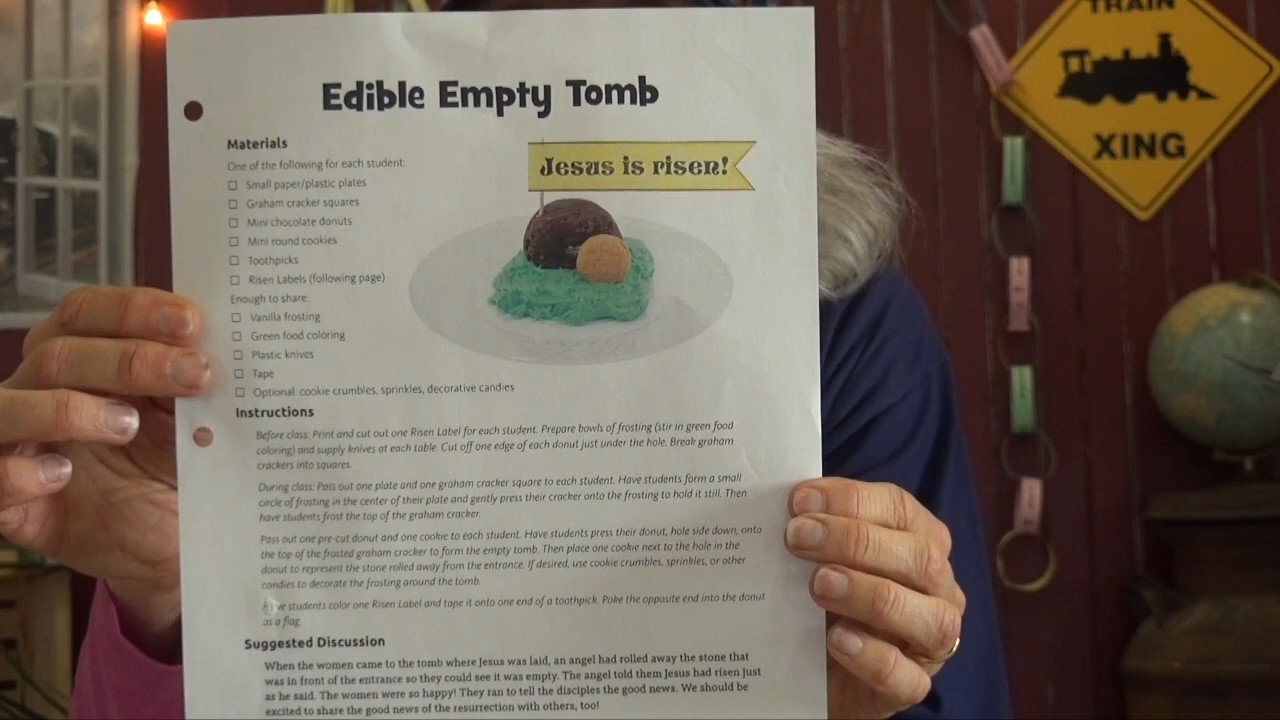 TRAIN
XING
Edible Empty Tomb
Jesus is risen!
Materials
One of the following for each student:
☐ Small paper/plastic plates
☐ Graham cracker squares
☐ Mini chocolate donuts
☐ Mini round cookies
☐ Toothpicks
☐ Risen Labels (following page)
Enough to share:
☐ Vanilla frosting
☐ Green food coloring
☐ Plastic knives
☐ Tape
☐ Optional: cookie crumbles, sprinkles, decorative candies
Instructions
Before class: Print and cut out one Risen Label for each student. Prepare bowls of frosting (stir in green food
coloring) and supply knives at each table. Cut off one edge of each donut just under the hole. Break graham
crackers into squares.
During class: Pass out one plate and one graham cracker square to each student. Have students form a small
circle of frosting in the center of their plate and gently press their cracker onto the frosting to hold it still. Then
have students frost the top of the graham cracker.
Pass out one pre-cut donut and one cookie to each student. Have students press their donut, hole side down, onto
the top of the frosted graham cracker to form the empty tomb. Then place one cookie next to the hole in the
donut to represent the stone rolled away from the entrance. If desired, use cookie crumbles, sprinkles, or other
candies to decorate the frosting around the tomb.
Have students color one Risen Label and tape it onto one end of a toothpick. Poke the opposite end into the donut
as a flag.
Suggested Discussion
When the women came to the tomb where Jesus was laid, an angel had rolled away the stone that
was in front of the entrance so they could see it was empty. The angel told them Jesus had risen just
as he said. The women were so happy! They ran to tell the disciples the good news. We should be
excited to share the good news of the resurrection with others, too!